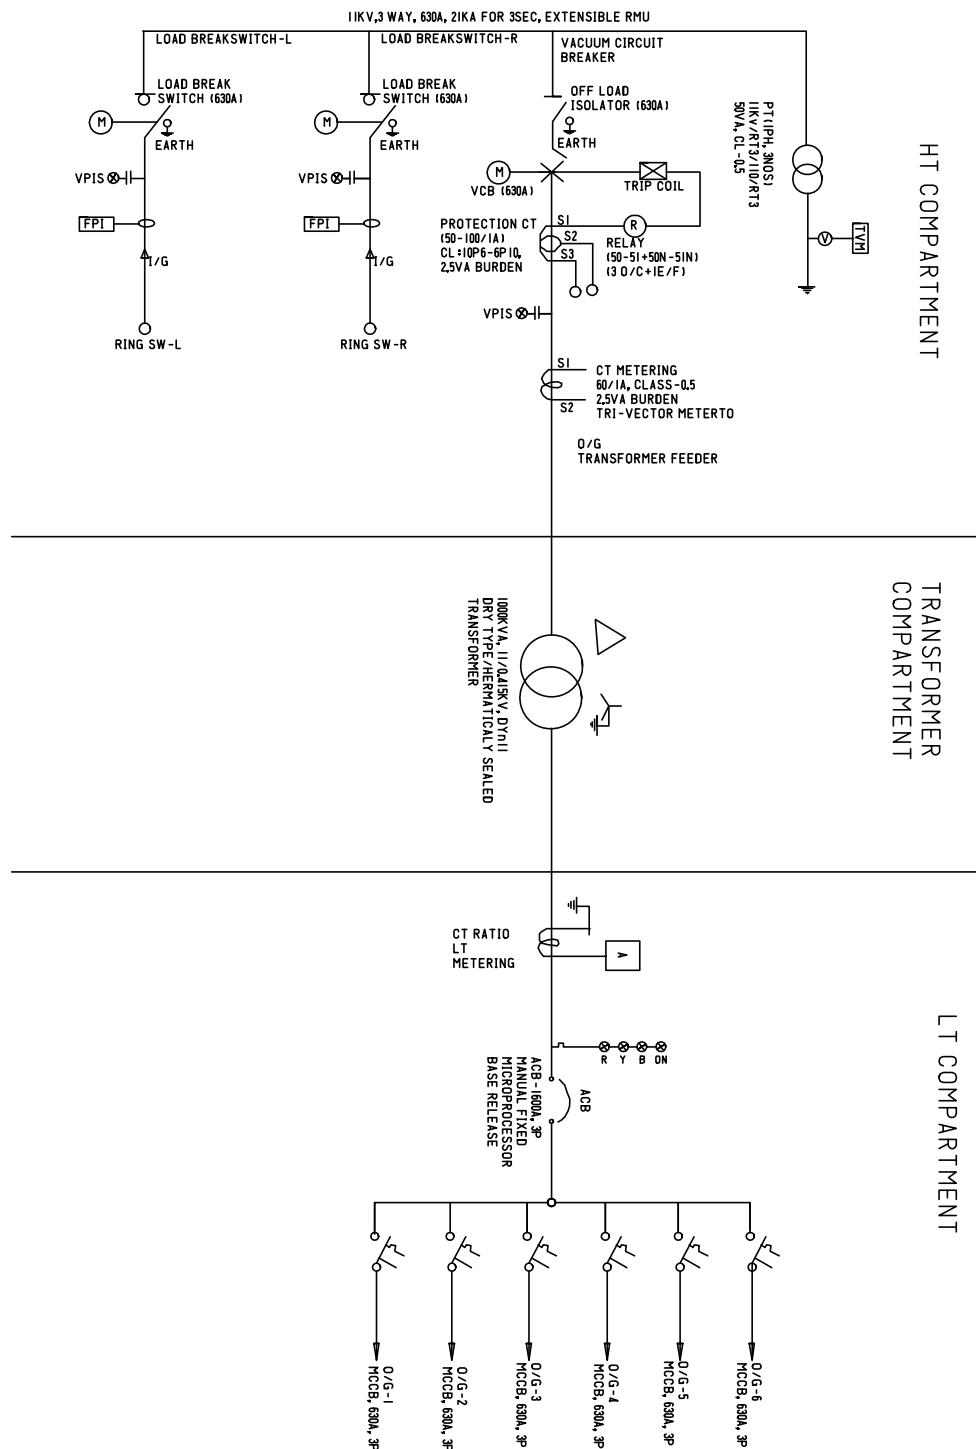 11KV,3 WAY, 630A, 21KA FOR 3SEC, EXTENSIBLE RMU
LOAD BREAKSWITCH-L
LOAD BREAKSWITCH-R
VACUUM CIRCUIT
BREAKER
LOAD BREAK
SWITCH (630A)
M
EARTH
VPIS
FPI
I/G
RING SW-L
LOAD BREAK
SWITCH (630A)
M
EARTH
VPIS
FPI
I/G
RING SW-R
OFF LOAD
ISOLATOR (630A)
EARTH
M
VCB (630A)
TRIP COIL
PROTECTION CT
(50-100/1A)
CL:10P6-6P10,
2.5VA BURDEN
S1
S2
S3
R
RELAY
(50-51+50N-51N)
(3 O/C+1E/F)
VPIS
S1
S2
CT METERING
60/1A, CLASS-0.5
2.5VA BURDEN
TRI-VECTOR METERTO
O/G
TRANSFORMER FEEDER
PT(1PH, 3NOS)
11Kv/RT3/110/RT3
50VA, CL-0.5
V
TVM
HT COMPARTMENT
1000KVA, 11/0.415KV, DYn11
DRY TYPE/HERMATICALY SEALED
TRANSFORMER
TRANSFORMER
COMPARTMENT
CT RATIO
LT
METERING
A
R Y B ON
ACB
ACB-1600A, 3P
MANUAL FIXED
MICROPROCESSOR
BASE RELEASE
LT COMPARTMENT
O/G-1
MCCB, 630A, 3P
O/G-2
MCCB, 630A, 3P
O/G-3
MCCB, 630A, 3P
O/G-4
MCCB, 630A, 3P
O/G-5
MCCB, 630A, 3P
O/G-6
MCCB, 630A, 3P